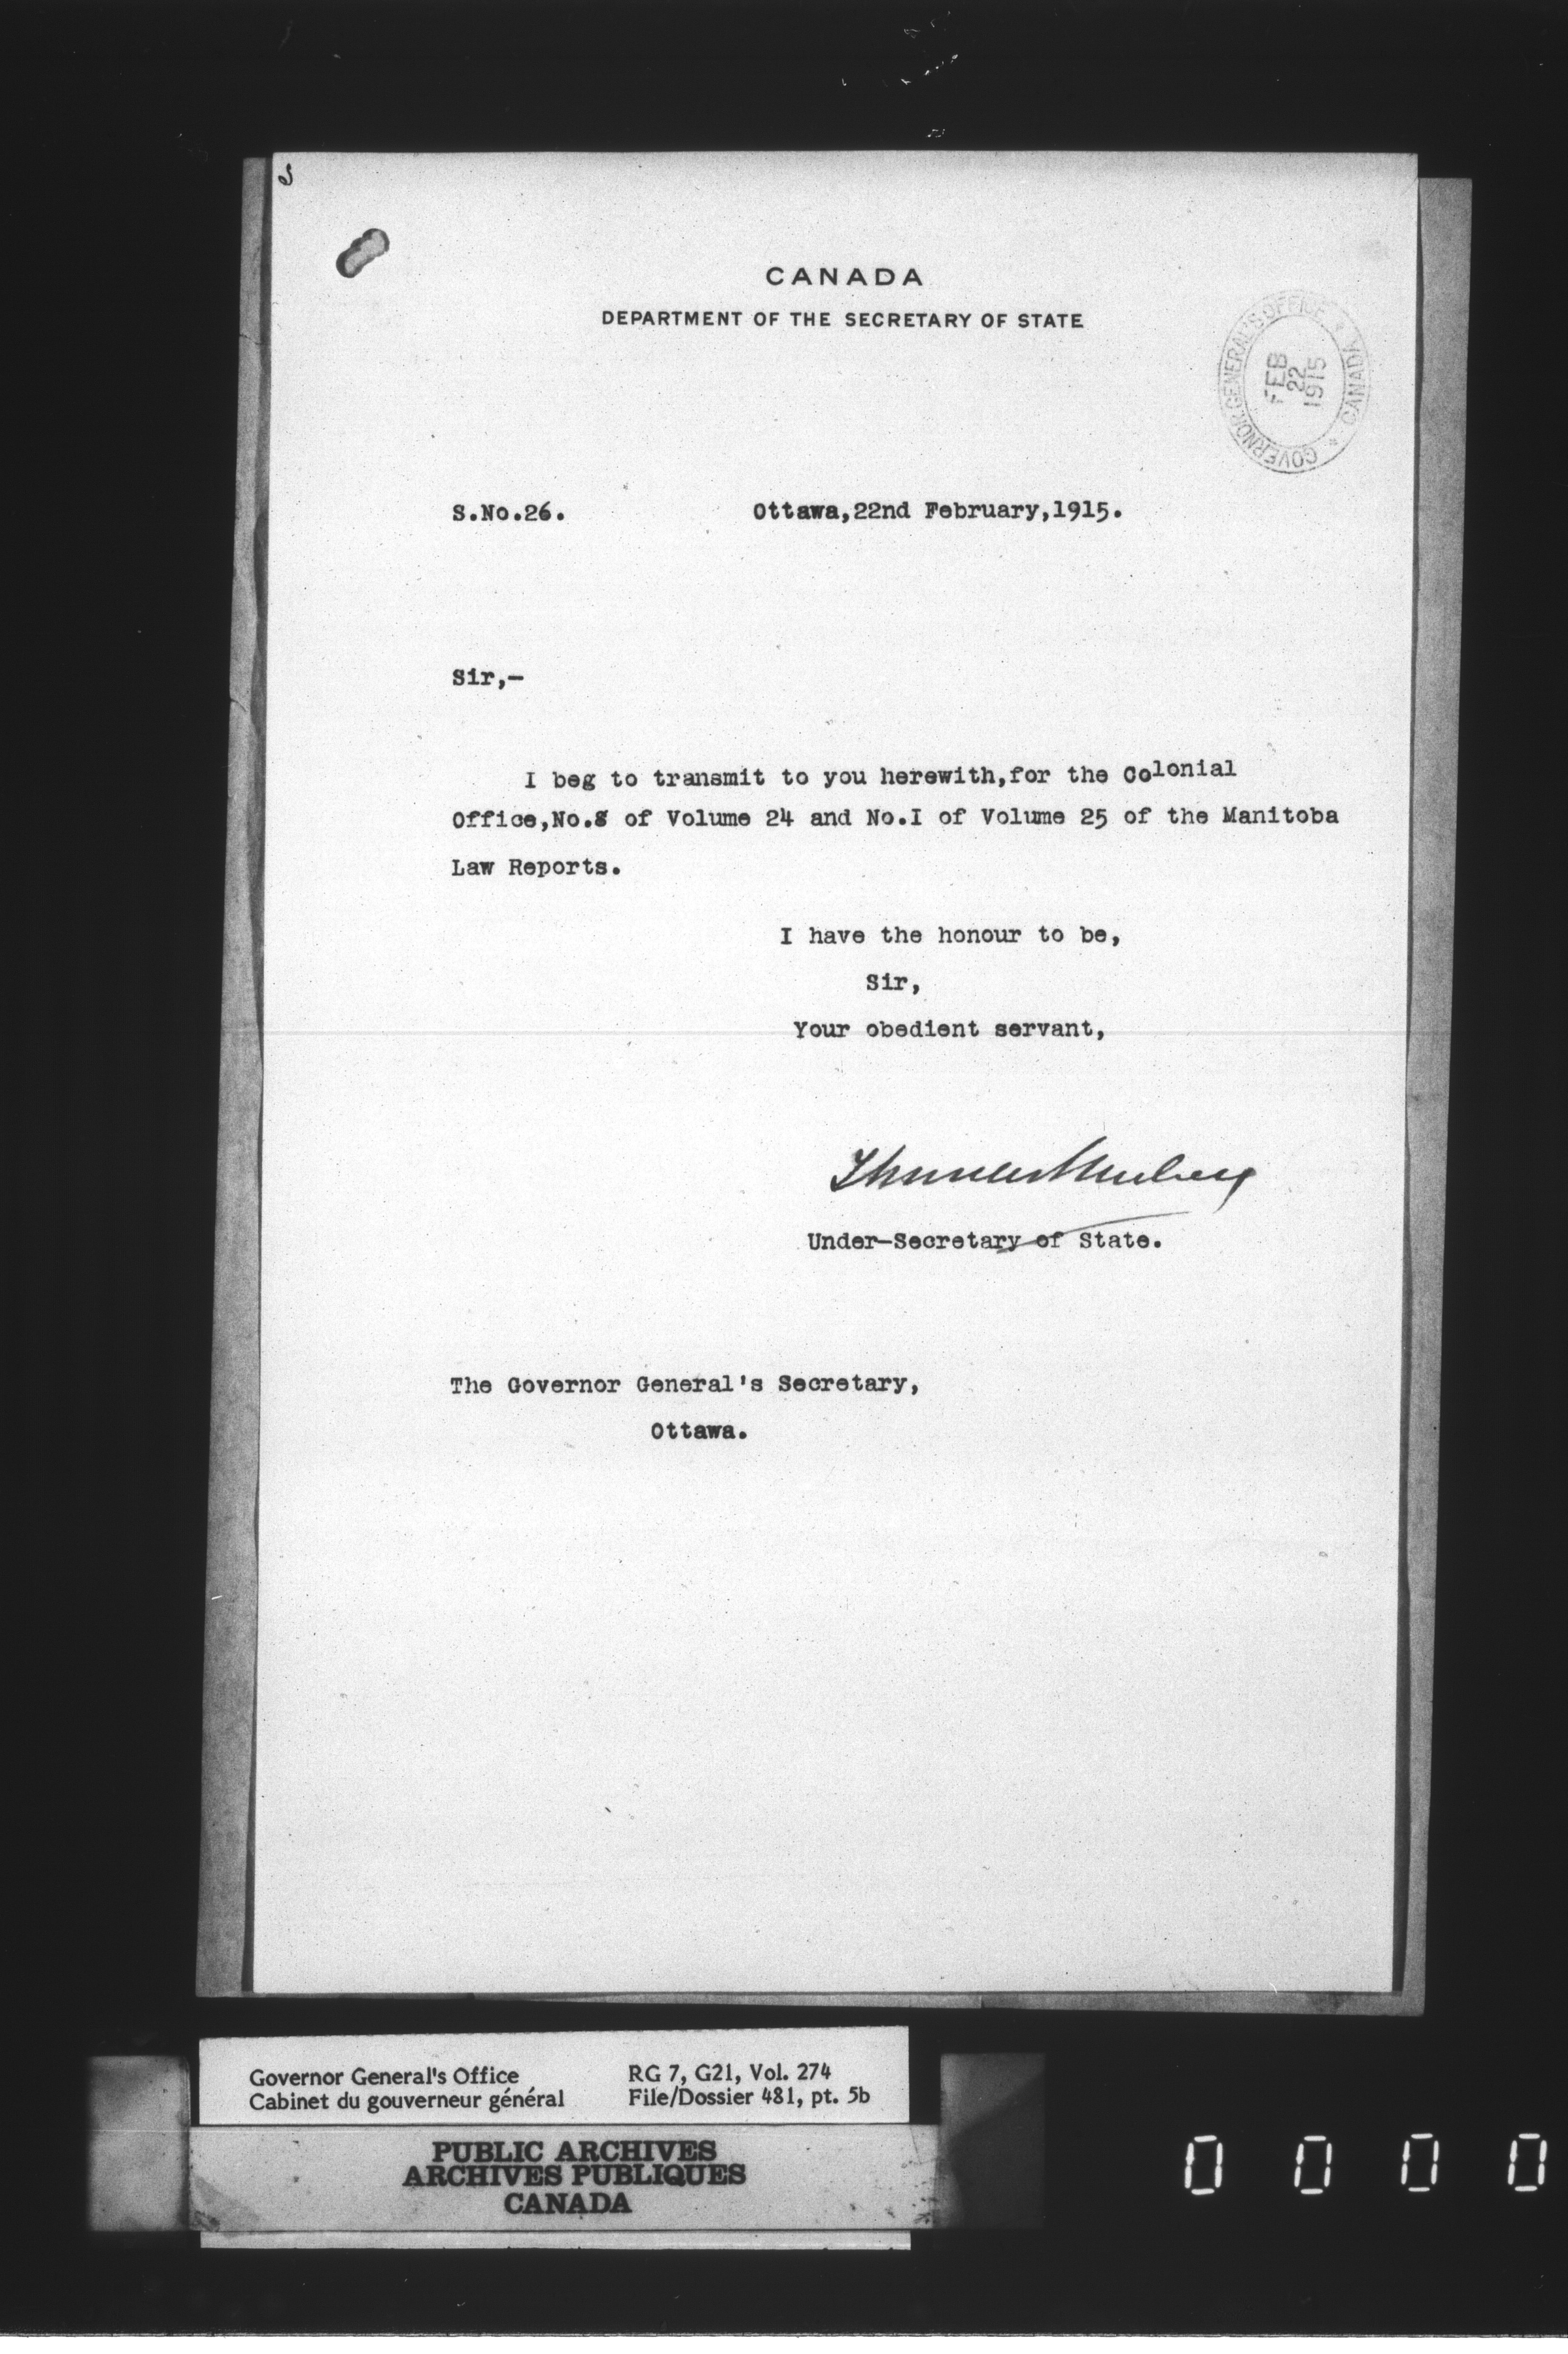 CANADA
DEPARTMENT OF THE SECRETARY OF STATE
GOVERNOR GENERAL'S OFFICE * CANADA *
FEB
22
1915
S.No.26. Ottawa,22nd February,1915.
Sir,-
I beg to transmit to you herewith,for the Colonial
Office,No.8 of Volume 24 and No.I of Volume 25 of the Manitoba
Law Reports.
I have the honour to be,
Sir,
Your obedient servant,
Under-Secretary of State.
The Governor General's Secretary,
Ottawa.
Governor General's Office RG 7, G21, Vol. 274
Cabinet du gouverneur général File/Dossier 481, pt. 5b
PUBLIC ARCHIVES
ARCHIVES PUBLIQUES
CANADA
0 0 0 0